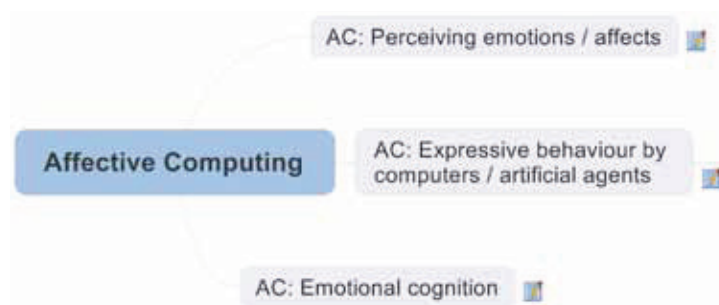 AC: Perceiving emotions / affects
Affective Computing
AC: Expressive behaviour by
computers / artificial agents
AC: Emotional cognition